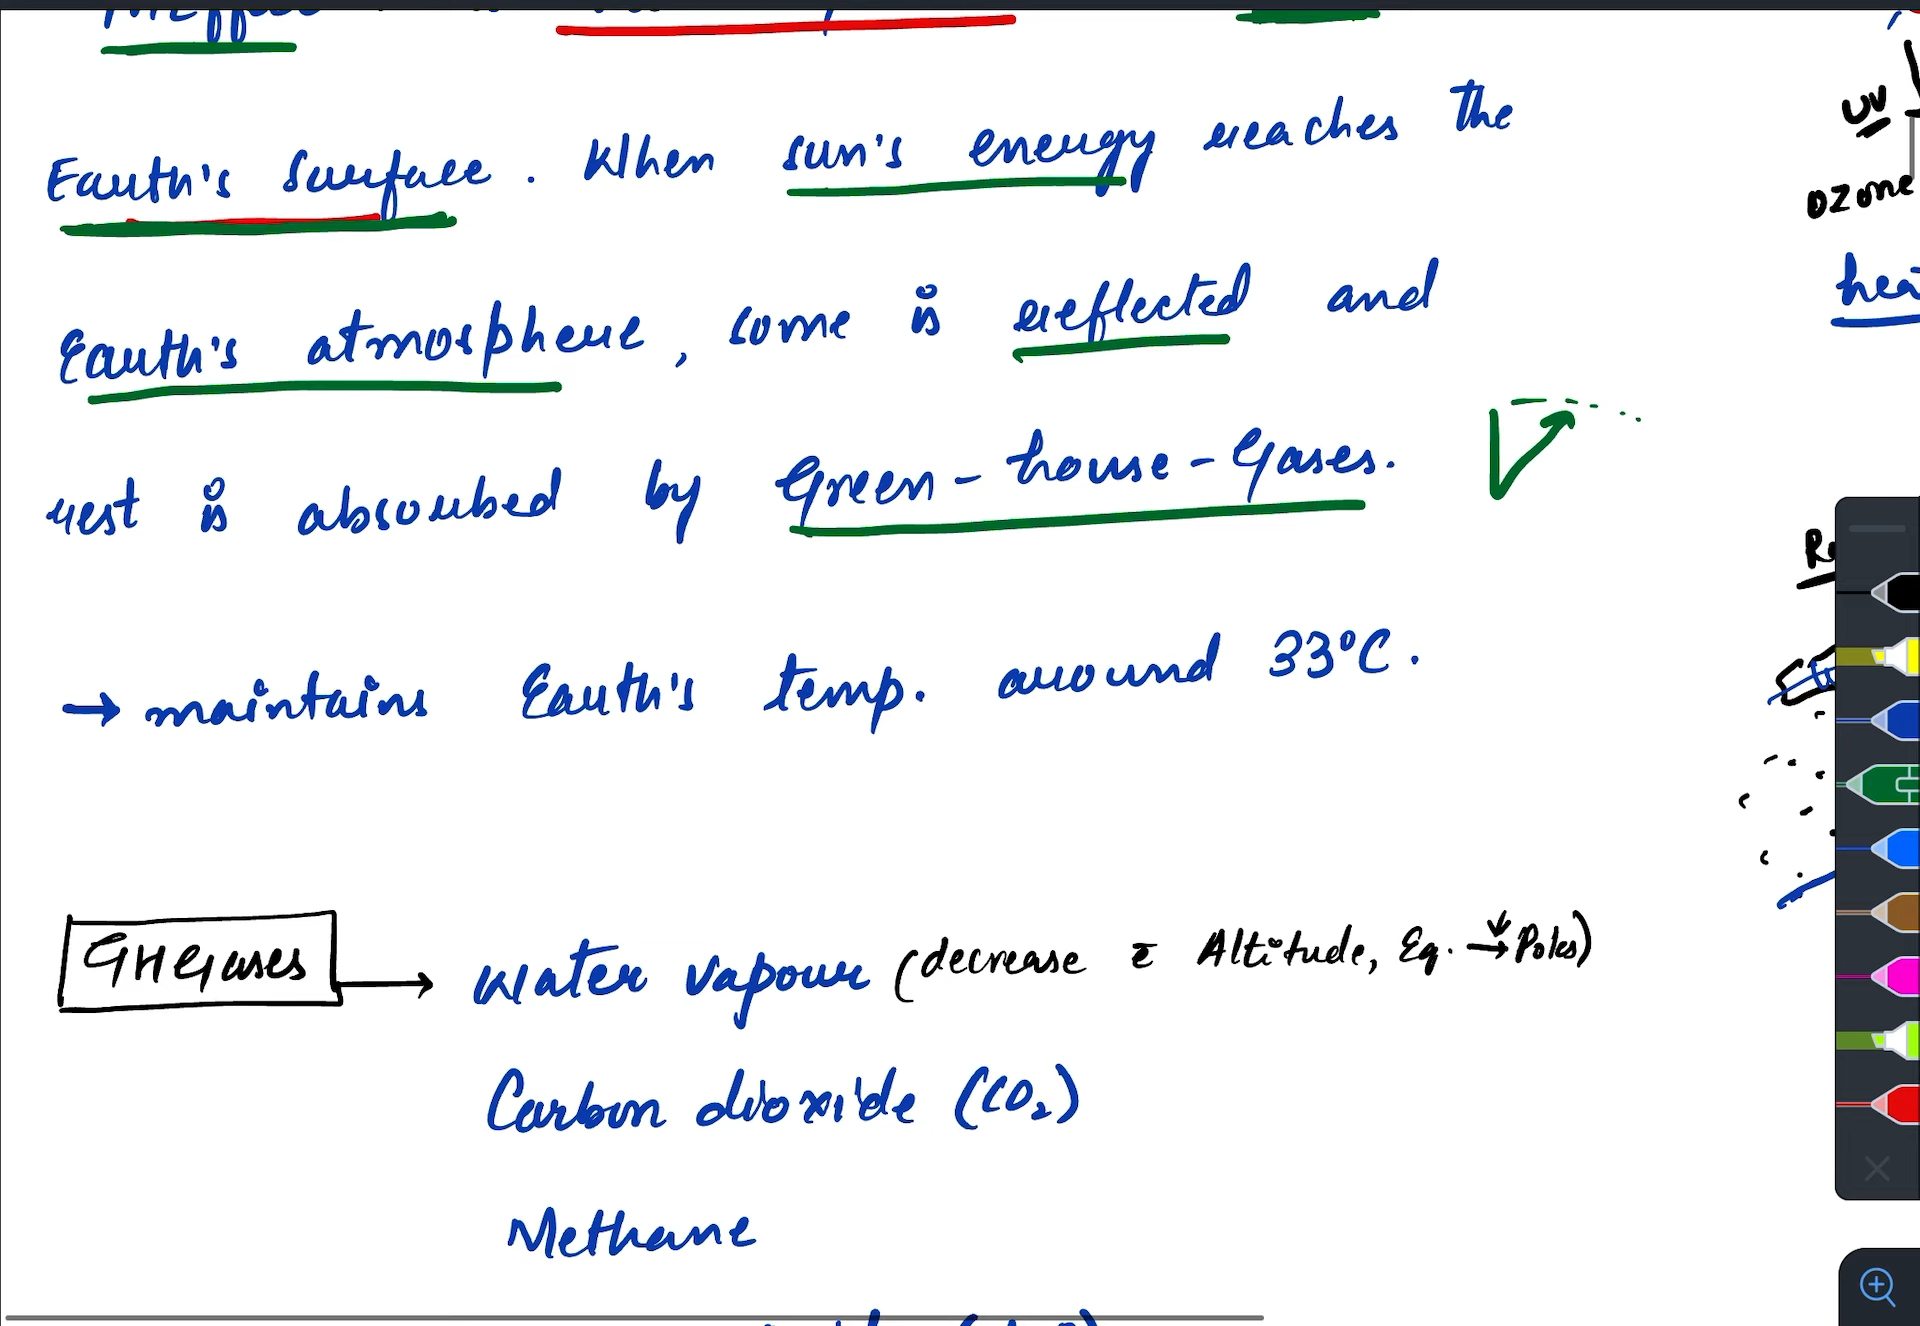 Earth's Surface. When sun's energy reaches the
Earth's atmosphere, some is reflected and
rest is absorbed by Green-house-Gases.
→ maintains Earth's temp. around 33°C.
GHGases → Water vapour (decrease c̄ Altitude, Eq. → Poles)
Carbon dioxide (CO₂)
Methane
UV
Ozone